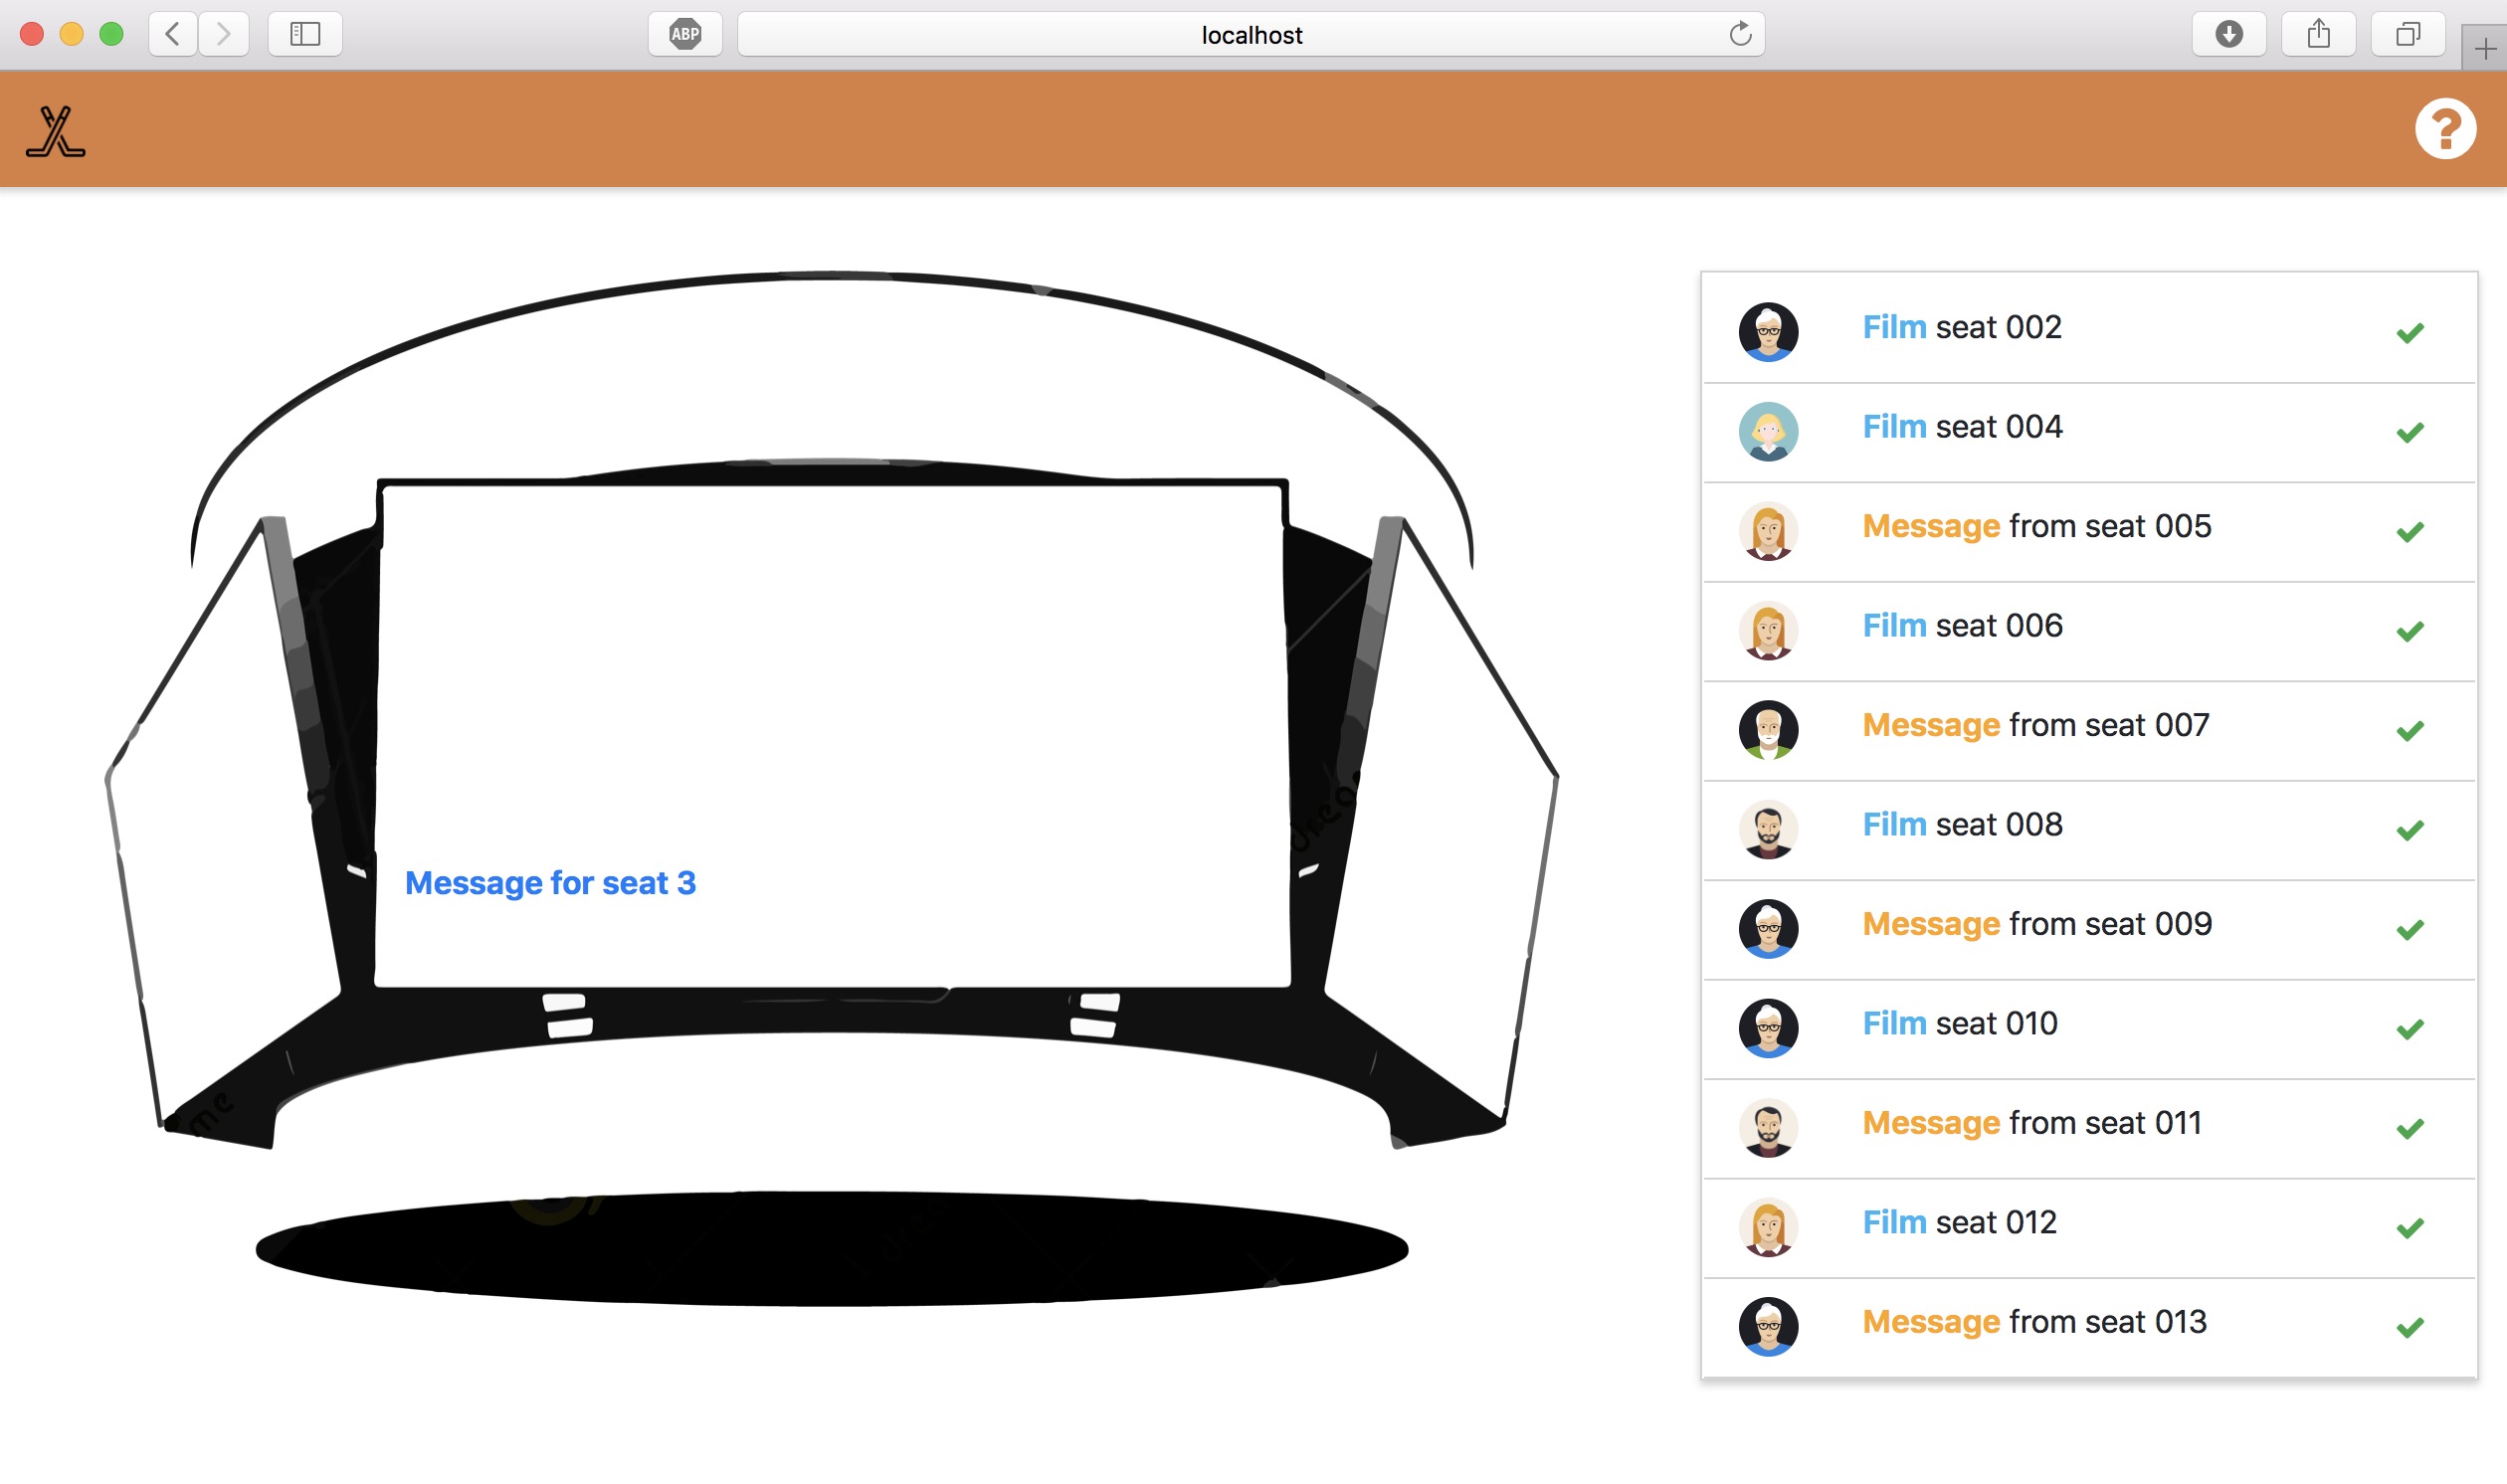 ABP
localhost
?
Film seat 002
Film seat 004
Message from seat 005
Film seat 006
Message from seat 007
Film seat 008
Message for seat 3
Message from seat 009
Film seat 010
Message from seat 011
me
Film seat 012
Message from seat 013